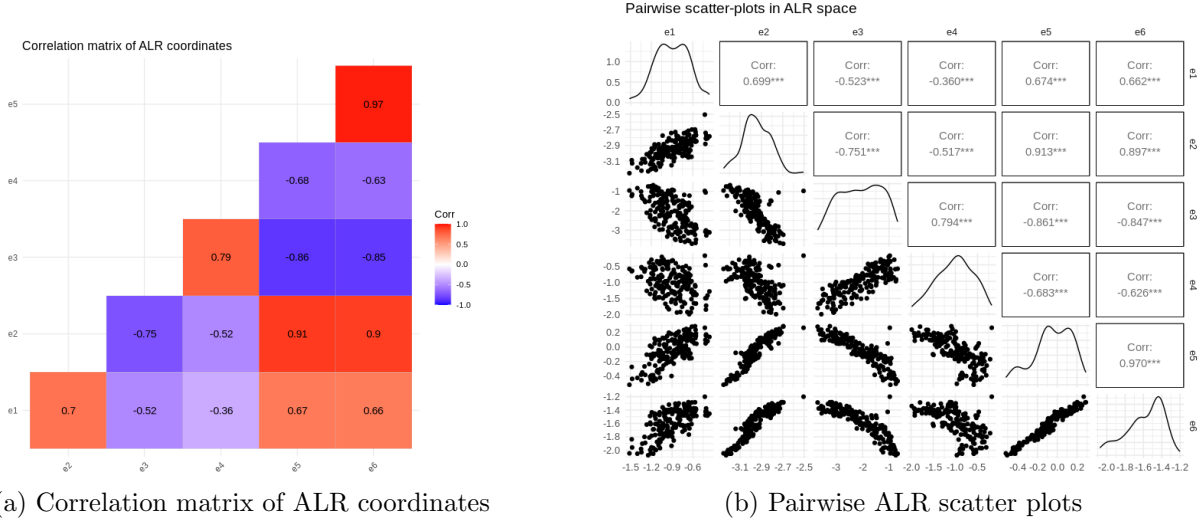 Correlation matrix of ALR coordinates
e5
e4
e3
e2
e1
0.97
-0.68 -0.63
0.79 -0.86 -0.85
-0.75 -0.52 0.91 0.9
0.7 -0.52 -0.36 0.67 0.66
e2 e3 e4 e5 e6
Corr
1.0
0.5
0.0
-0.5
-1.0
(a) Correlation matrix of ALR coordinates
Pairwise scatter-plots in ALR space
e1 e2 e3 e4 e5 e6
1.0
0.5
0.0
Corr:
0.699***
Corr:
-0.523***
Corr:
-0.360***
Corr:
0.674***
Corr:
0.662***
e1
-2.5
-2.7
-2.9
-3.1
Corr:
-0.751***
Corr:
-0.517***
Corr:
0.913***
Corr:
0.897***
e2
-1
-2
-3
Corr:
0.794***
Corr:
-0.861***
Corr:
-0.847***
e3
-0.5
-1.0
-1.5
-2.0
Corr:
-0.683***
Corr:
-0.626***
e4
0.2
0.0
-0.2
-0.4
Corr:
0.970***
e5
-1.2
-1.4
-1.6
-1.8
-2.0
e6
-1.5 -1.2 -0.9 -0.6 -3.1 -2.9 -2.7 -2.5 -3 -2 -1 -2.0 -1.5 -1.0 -0.5 -0.4 -0.2 0.0 0.2 -2.0 -1.8 -1.6 -1.4 -1.2
(b) Pairwise ALR scatter plots